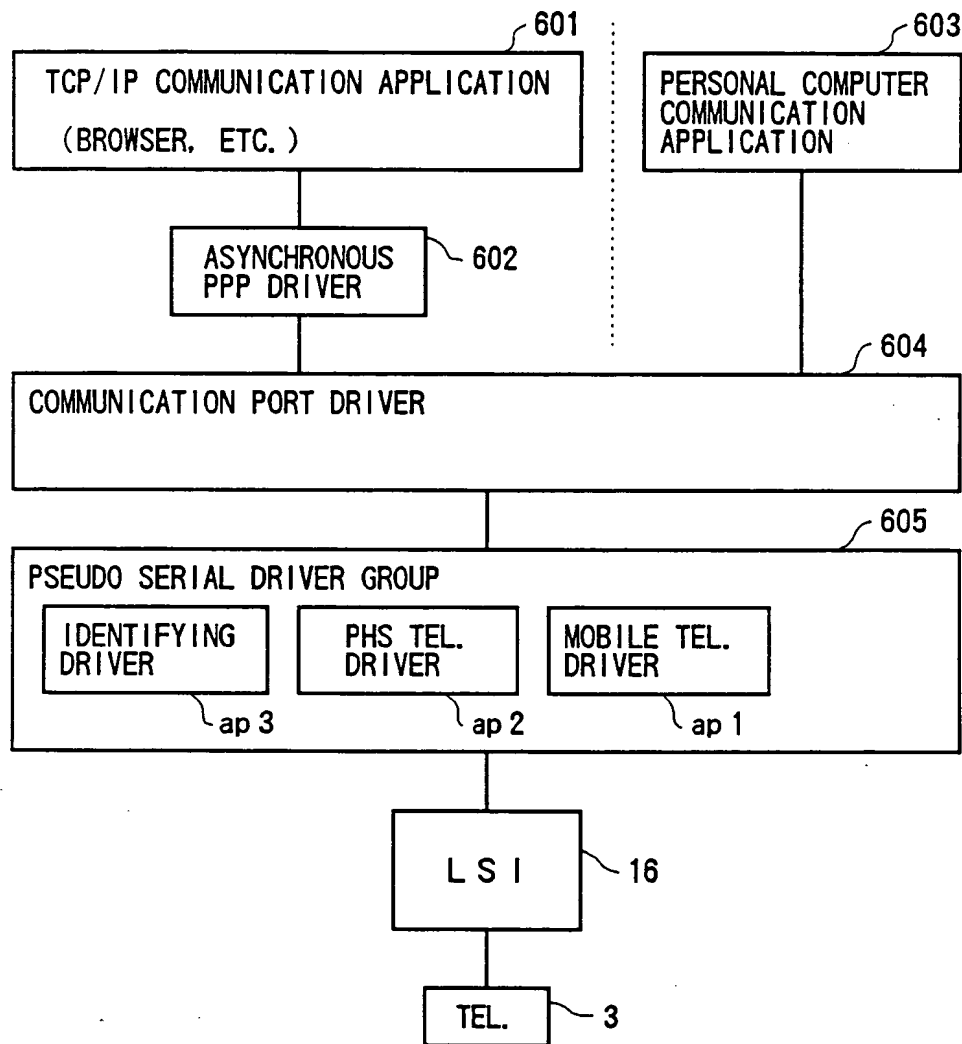 601
603
TCP/IP COMMUNICATION APPLICATION
(BROWSER, ETC.)
PERSONAL COMPUTER
COMMUNICATION
APPLICATION
ASYNCHRONOUS
PPP DRIVER
602
604
COMMUNICATION PORT DRIVER
605
PSEUDO SERIAL DRIVER GROUP
IDENTIFYING
DRIVER
PHS TEL.
DRIVER
MOBILE TEL.
DRIVER
ap 3
ap 2
ap 1
LSI
16
TEL.
3